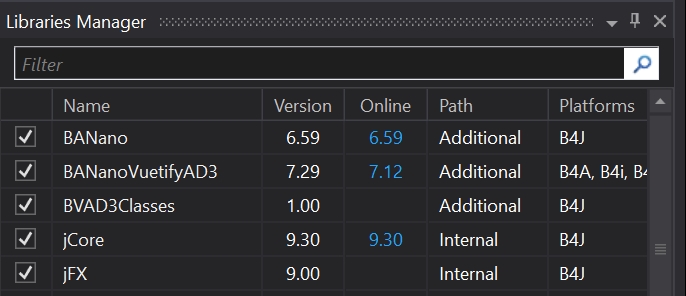 Libraries Manager
Filter
Name Version Online Path Platforms
BANano 6.59 6.59 Additional B4J
BANanoVuetifyAD3 7.29 7.12 Additional B4A, B4i, B4
BVAD3Classes 1.00 Additional B4J
jCore 9.30 9.30 Internal B4J
jFX 9.00 Internal B4J